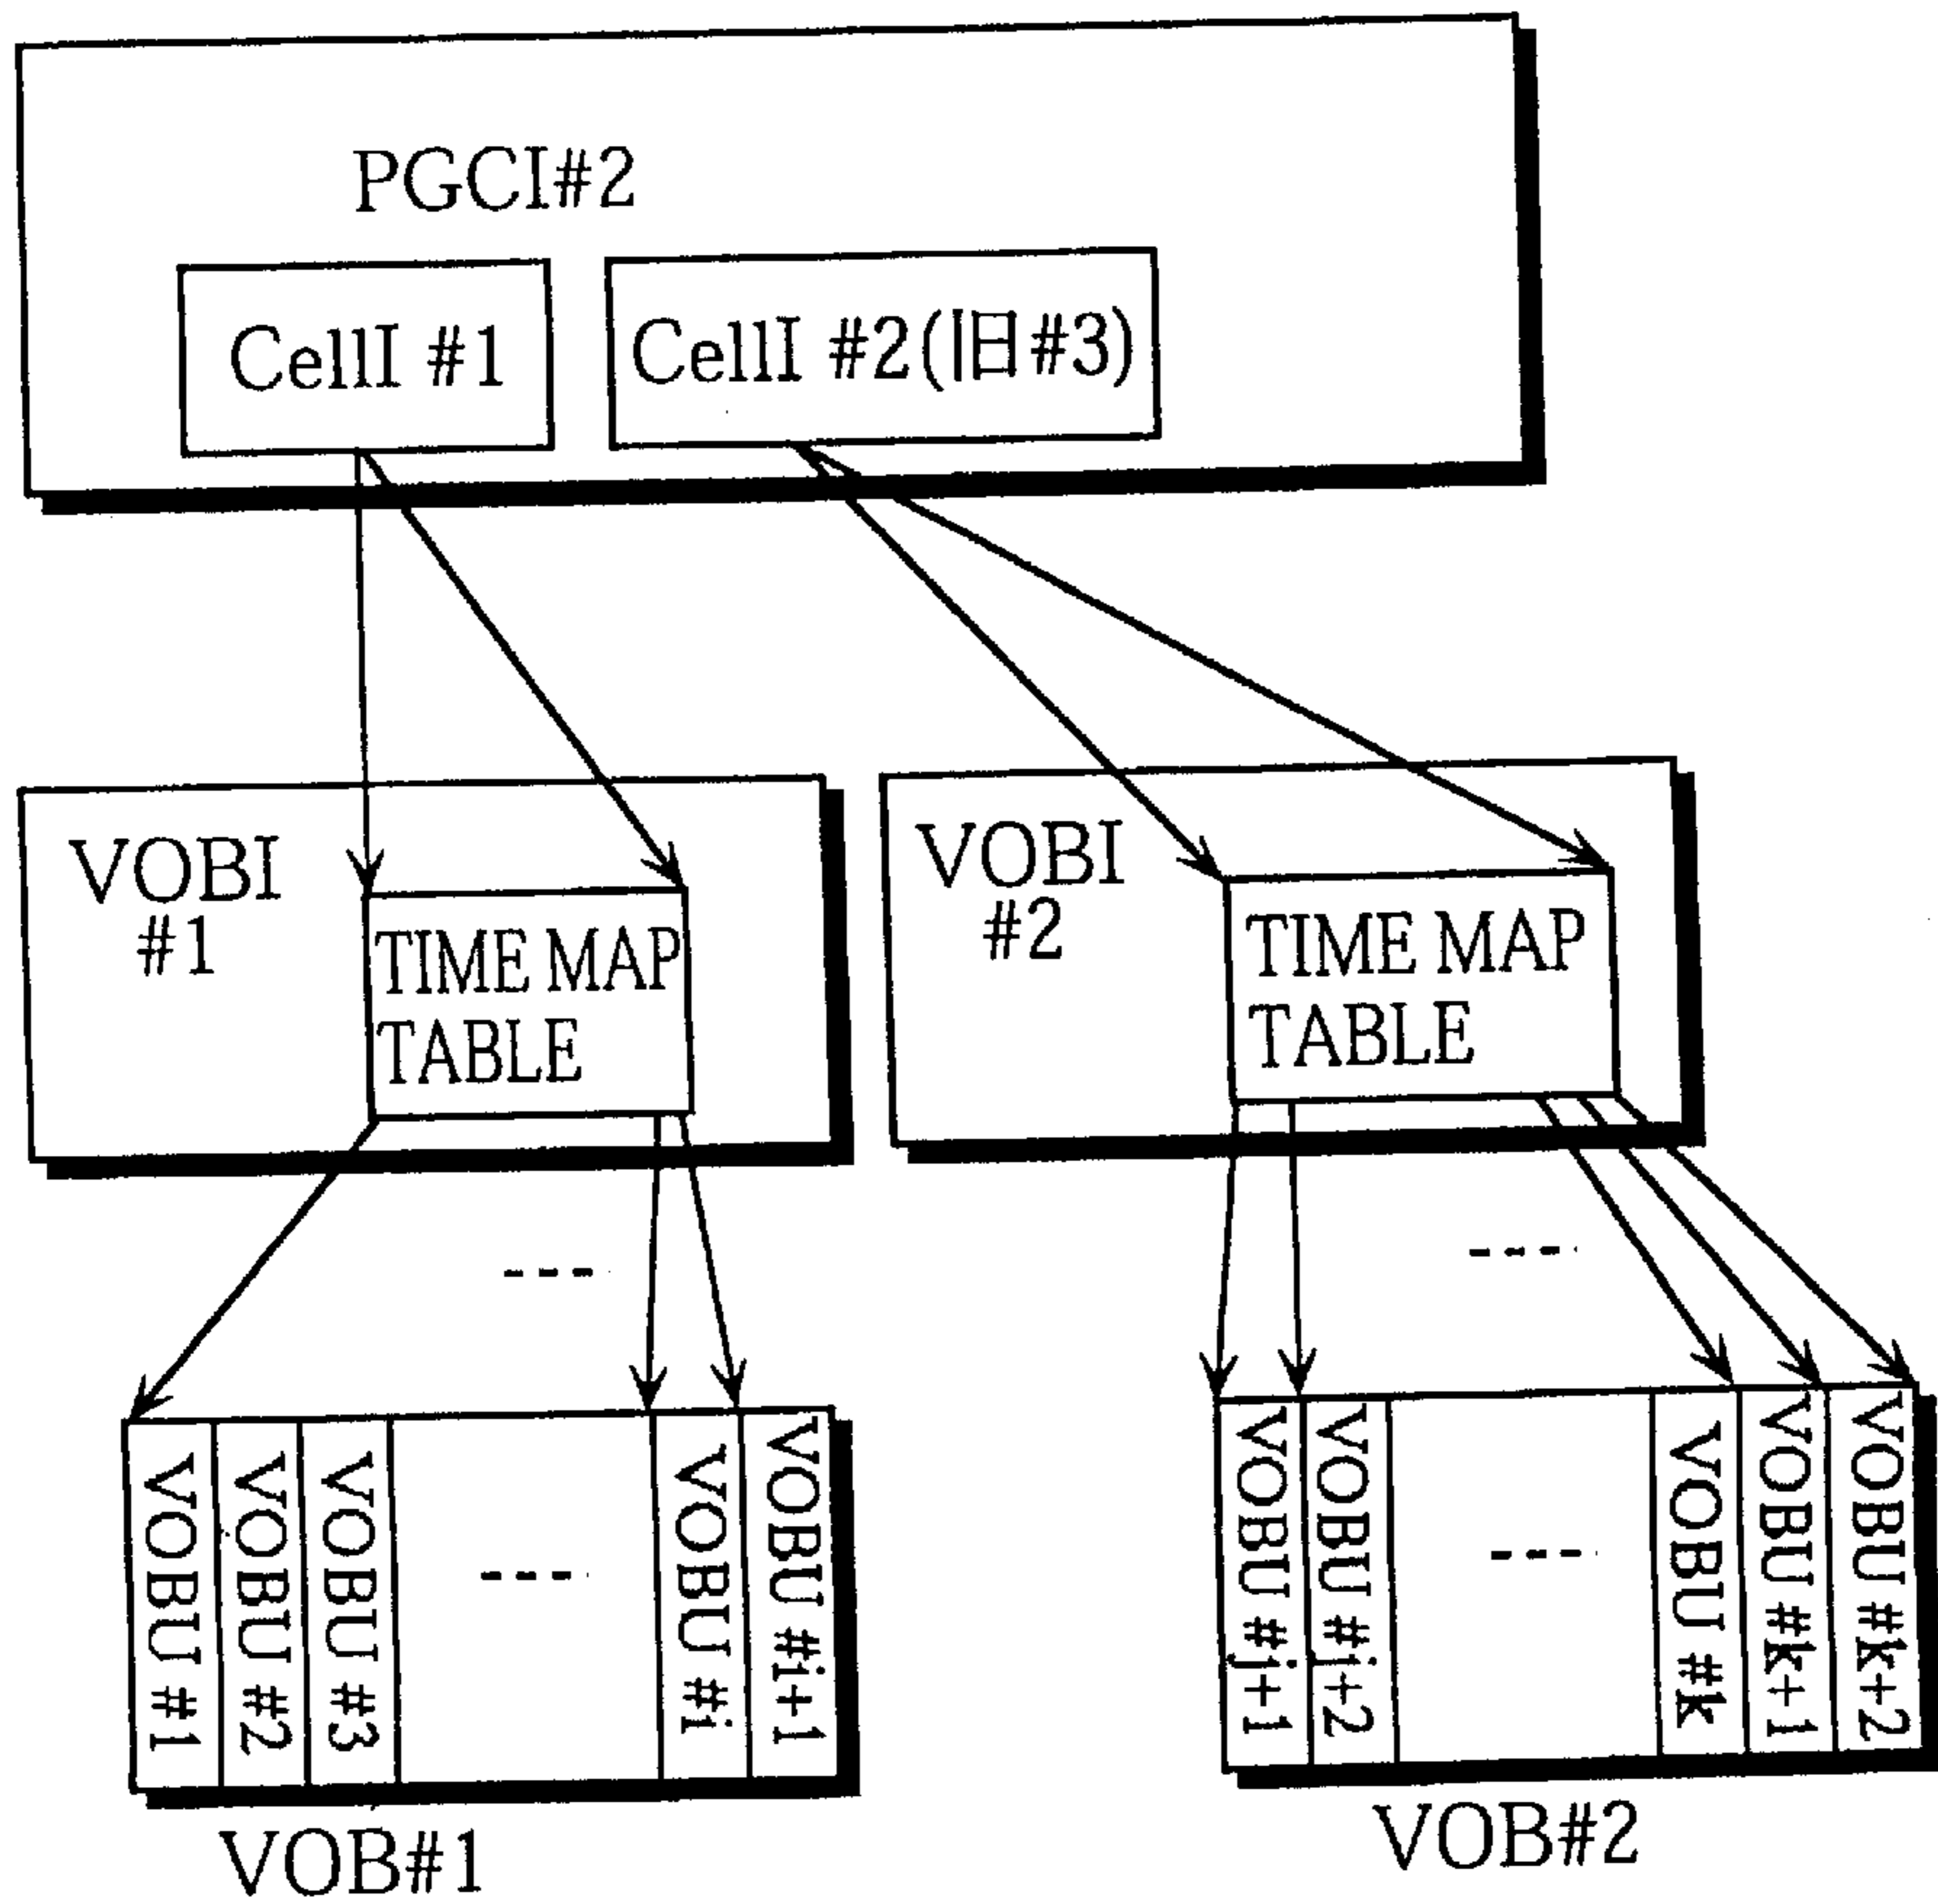 PGCI#2
CellI #1
CellI #2(旧#3)
VOBI
#1
TIME MAP
TABLE
VOBI
#2
TIME MAP
TABLE
VOBU #1
VOBU #2
VOBU #3
VOBU #i
VOBU #i+1
VOBU #j+1
VOBU #j+2
VOBU #k
VOBU #k+1
VOBU #k+2
VOB#1
VOB#2